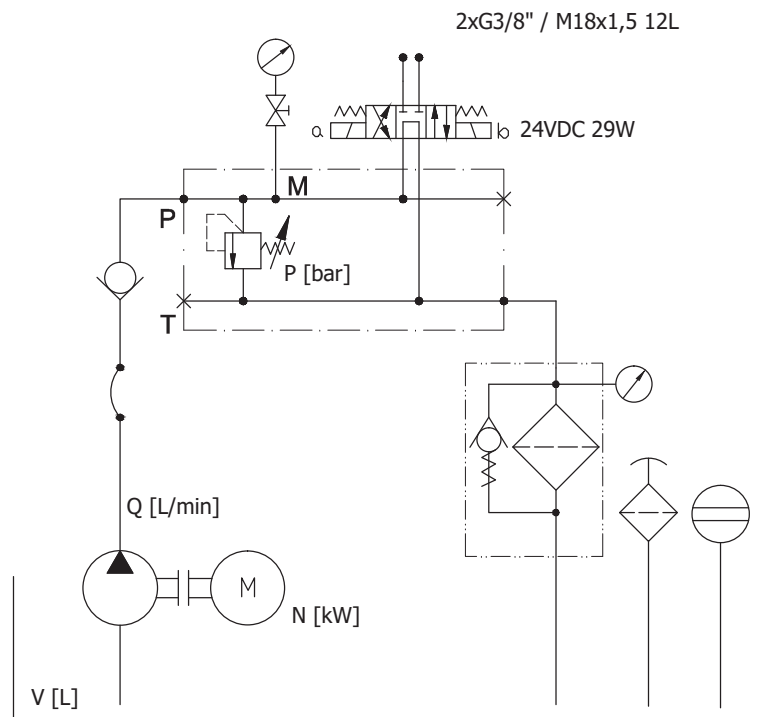 2xG3/8" / M18x1,5 12L
a
b
24VDC 29W
M
P
P [bar]
T
Q [L/min]
M
N [kW]
V [L]